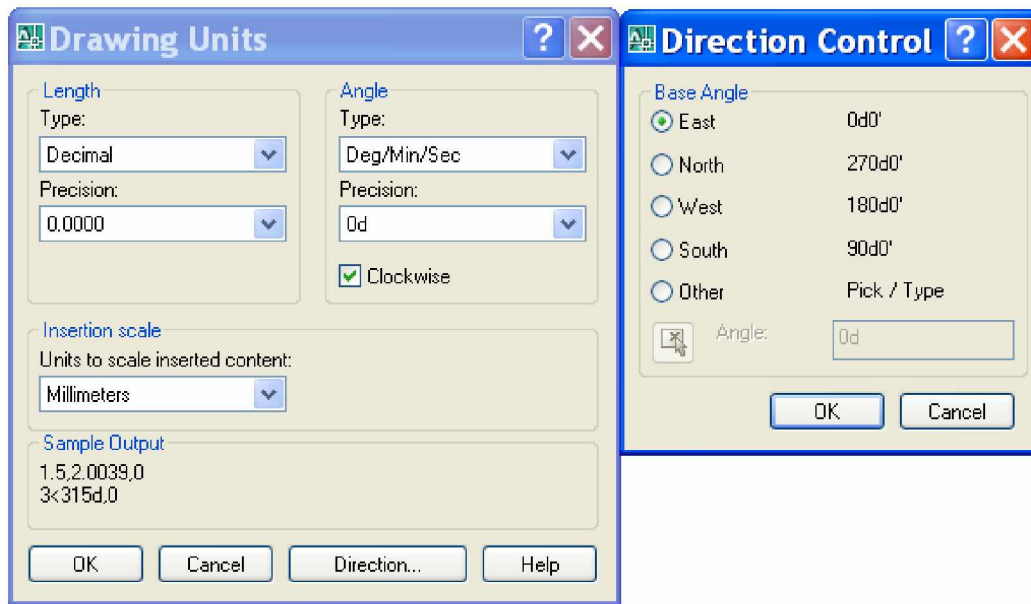 Drawing Units
Length
Type:
Decimal
Precision:
0.0000
Angle
Type:
Deg/Min/Sec
Precision:
0d
Clockwise
Insertion scale
Units to scale inserted content:
Millimeters
Sample Output
1.5,2.0039,0
3<315d,0
OK Cancel Direction... Help
Direction Control
Base Angle
East 0d0'
North 270d0'
West 180d0'
South 90d0'
Other Pick / Type
Angle: 0d
OK Cancel